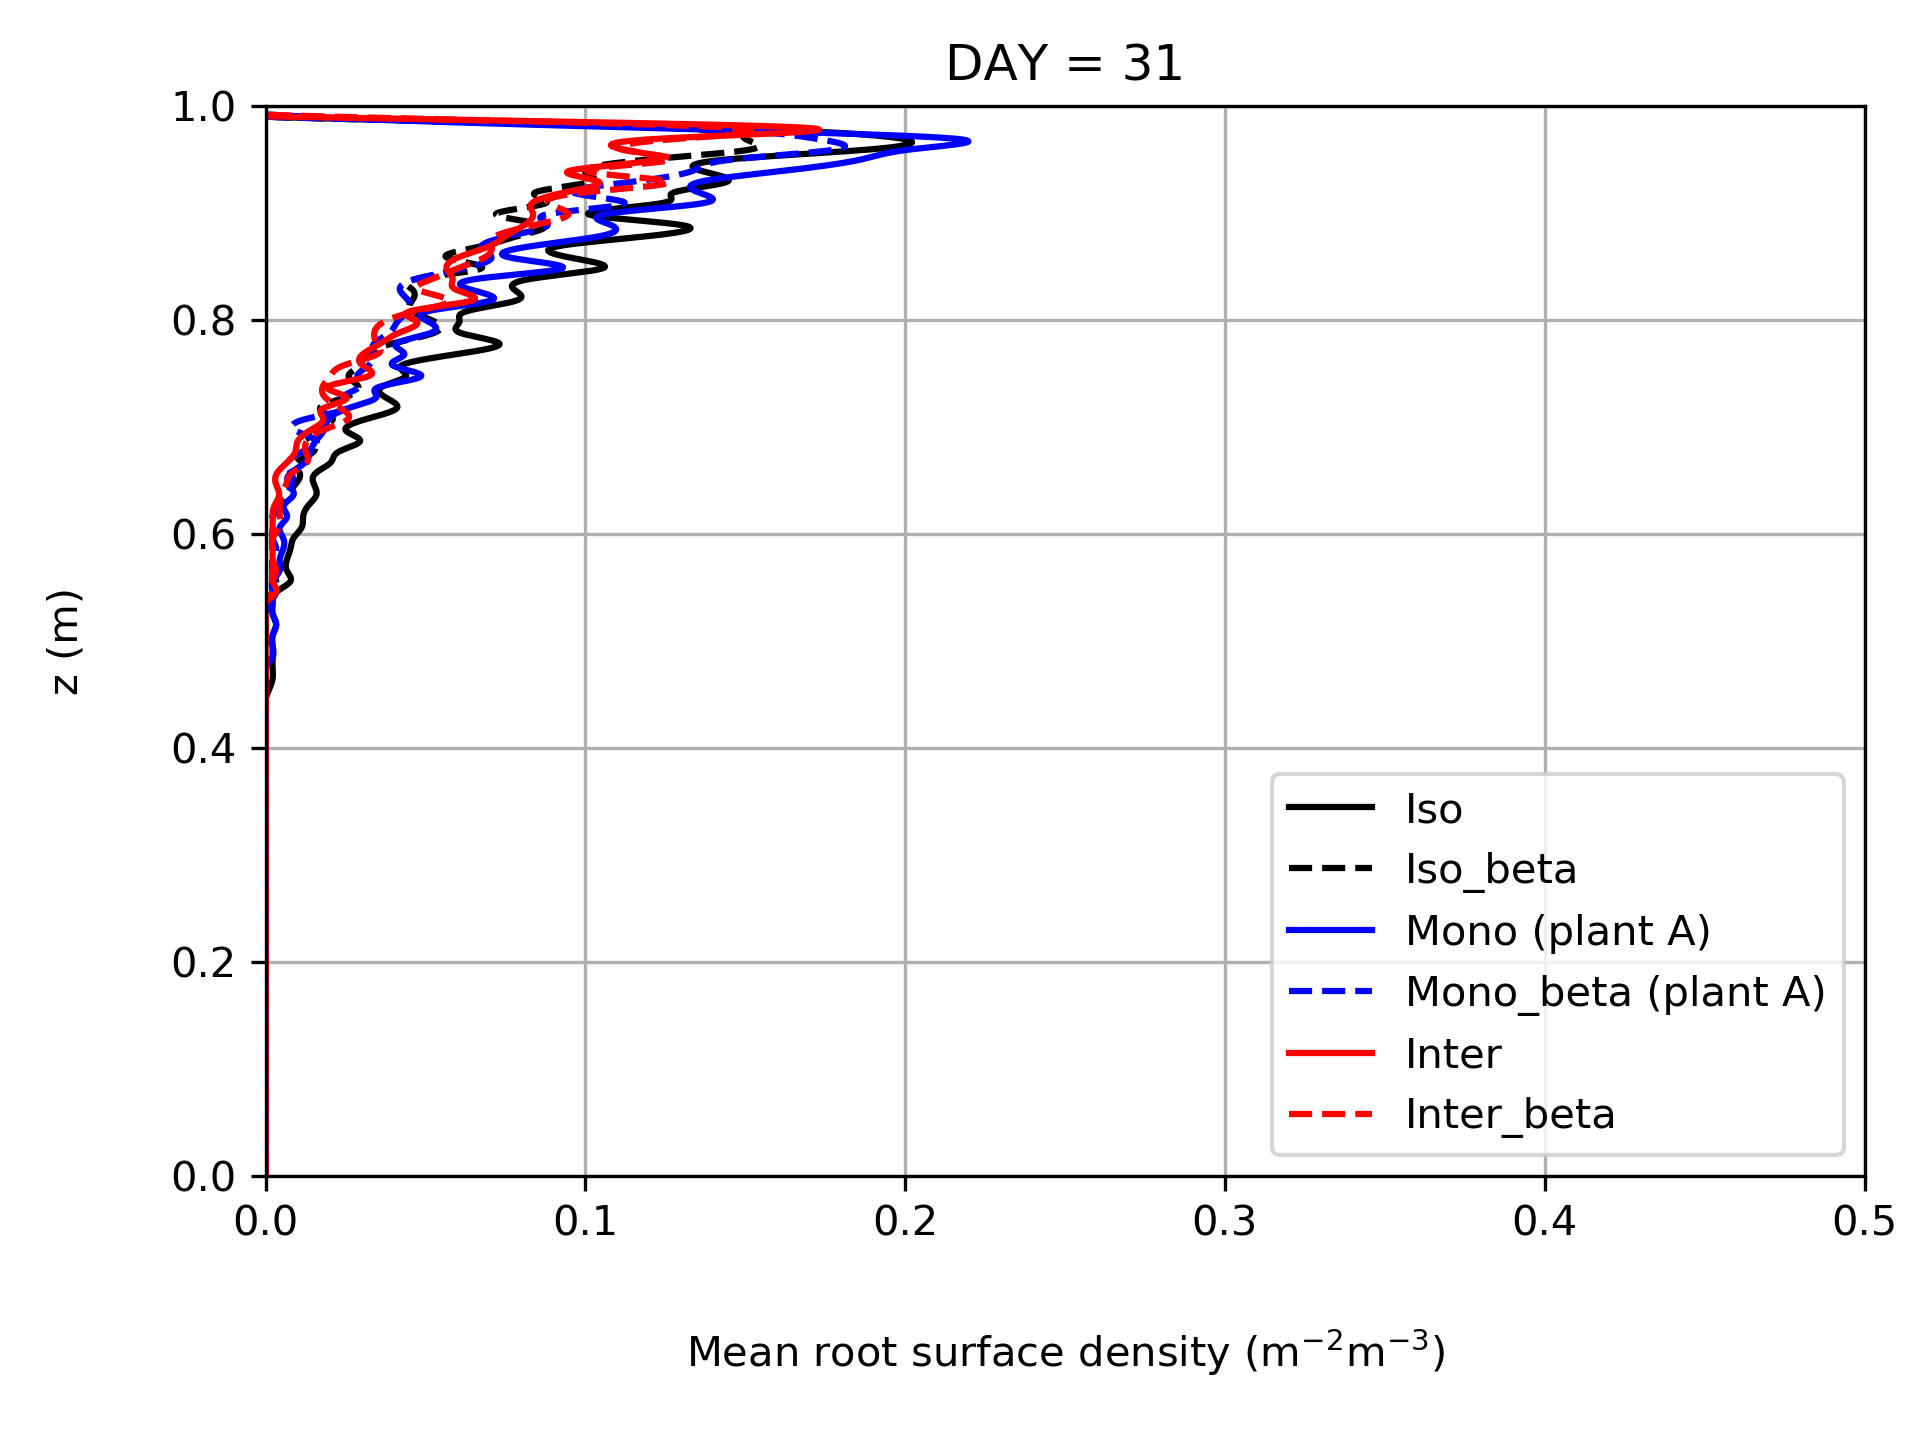 DAY = 31
1.0
0.8
0.6
0.4
0.2
0.0
z (m)
0.0 0.1 0.2 0.3 0.4 0.5
Iso
Iso_beta
Mono (plant A)
Mono_beta (plant A)
Inter
Inter_beta
Mean root surface density (m⁻²m⁻³)